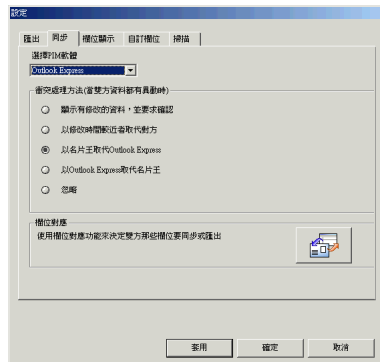 設定
匯出 同步 欄位顯示 自訂欄位 掃描
選擇PIM軟體
Outlook Express
衝突處理方法(當雙方資料都有異動時)
顯示有修改的資料，並要求確認
以修改時間較近者取代對方
以名片王取代Outlook Express
以Outlook Express取代名片王
忽略
欄位對應
使用欄位對應功能來決定雙方那些欄位要同步或匯出
套用 確定 取消